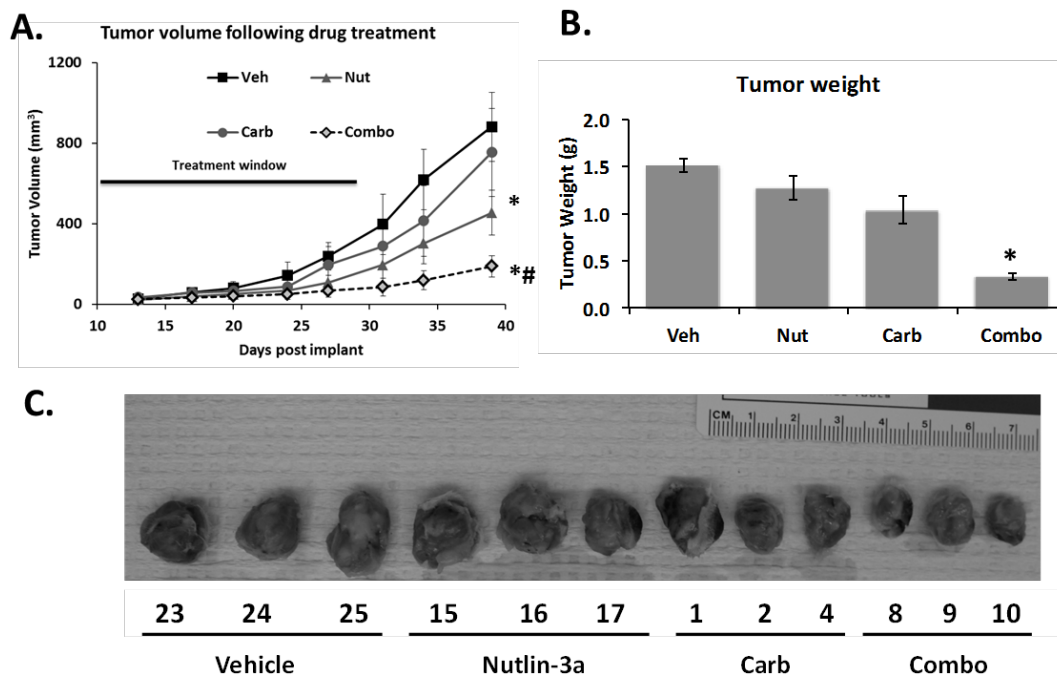 A.
Tumor volume following drug treatment
Veh
Nut
Carb
Combo
Treatment window
Tumor Volume (mm³)
1200
800
400
0
10
15
20
25
30
35
40
Days post implant
*
*#
B.
Tumor weight
Tumor Weight (g)
2.0
1.5
1.0
0.5
0.0
*
Veh
Nut
Carb
Combo
C.
CM 1 2 3 4 5 6 7
23 24 25 15 16 17 1 2 4 8 9 10
Vehicle Nutlin-3a Carb Combo